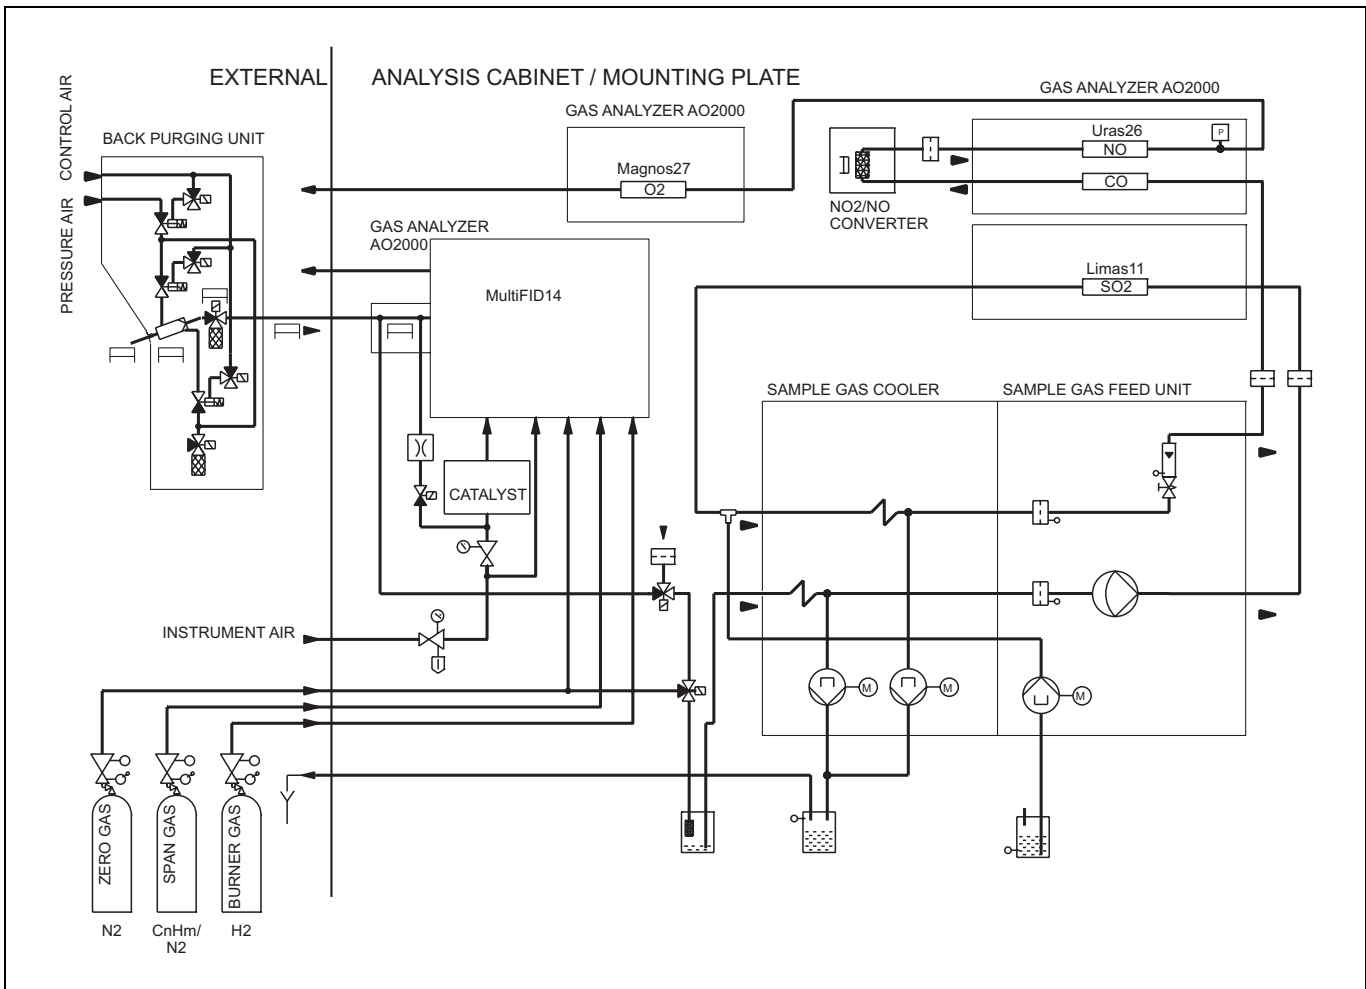 EXTERNAL
ANALYSIS CABINET / MOUNTING PLATE
CONTROL AIR
PRESSURE AIR
BACK PURGING UNIT
GAS ANALYZER AO2000
Magnos27
O2
GAS ANALYZER AO2000
Uras26
NO
P
CO
NO2/NO
CONVERTER
GAS ANALYZER
AO2000
MultiFID14
Limas11
SO2
SAMPLE GAS COOLER
SAMPLE GAS FEED UNIT
CATALYST
INSTRUMENT AIR
M
M
M
ZERO GAS
SPAN GAS
BURNER GAS
N2
CnHm/
N2
H2